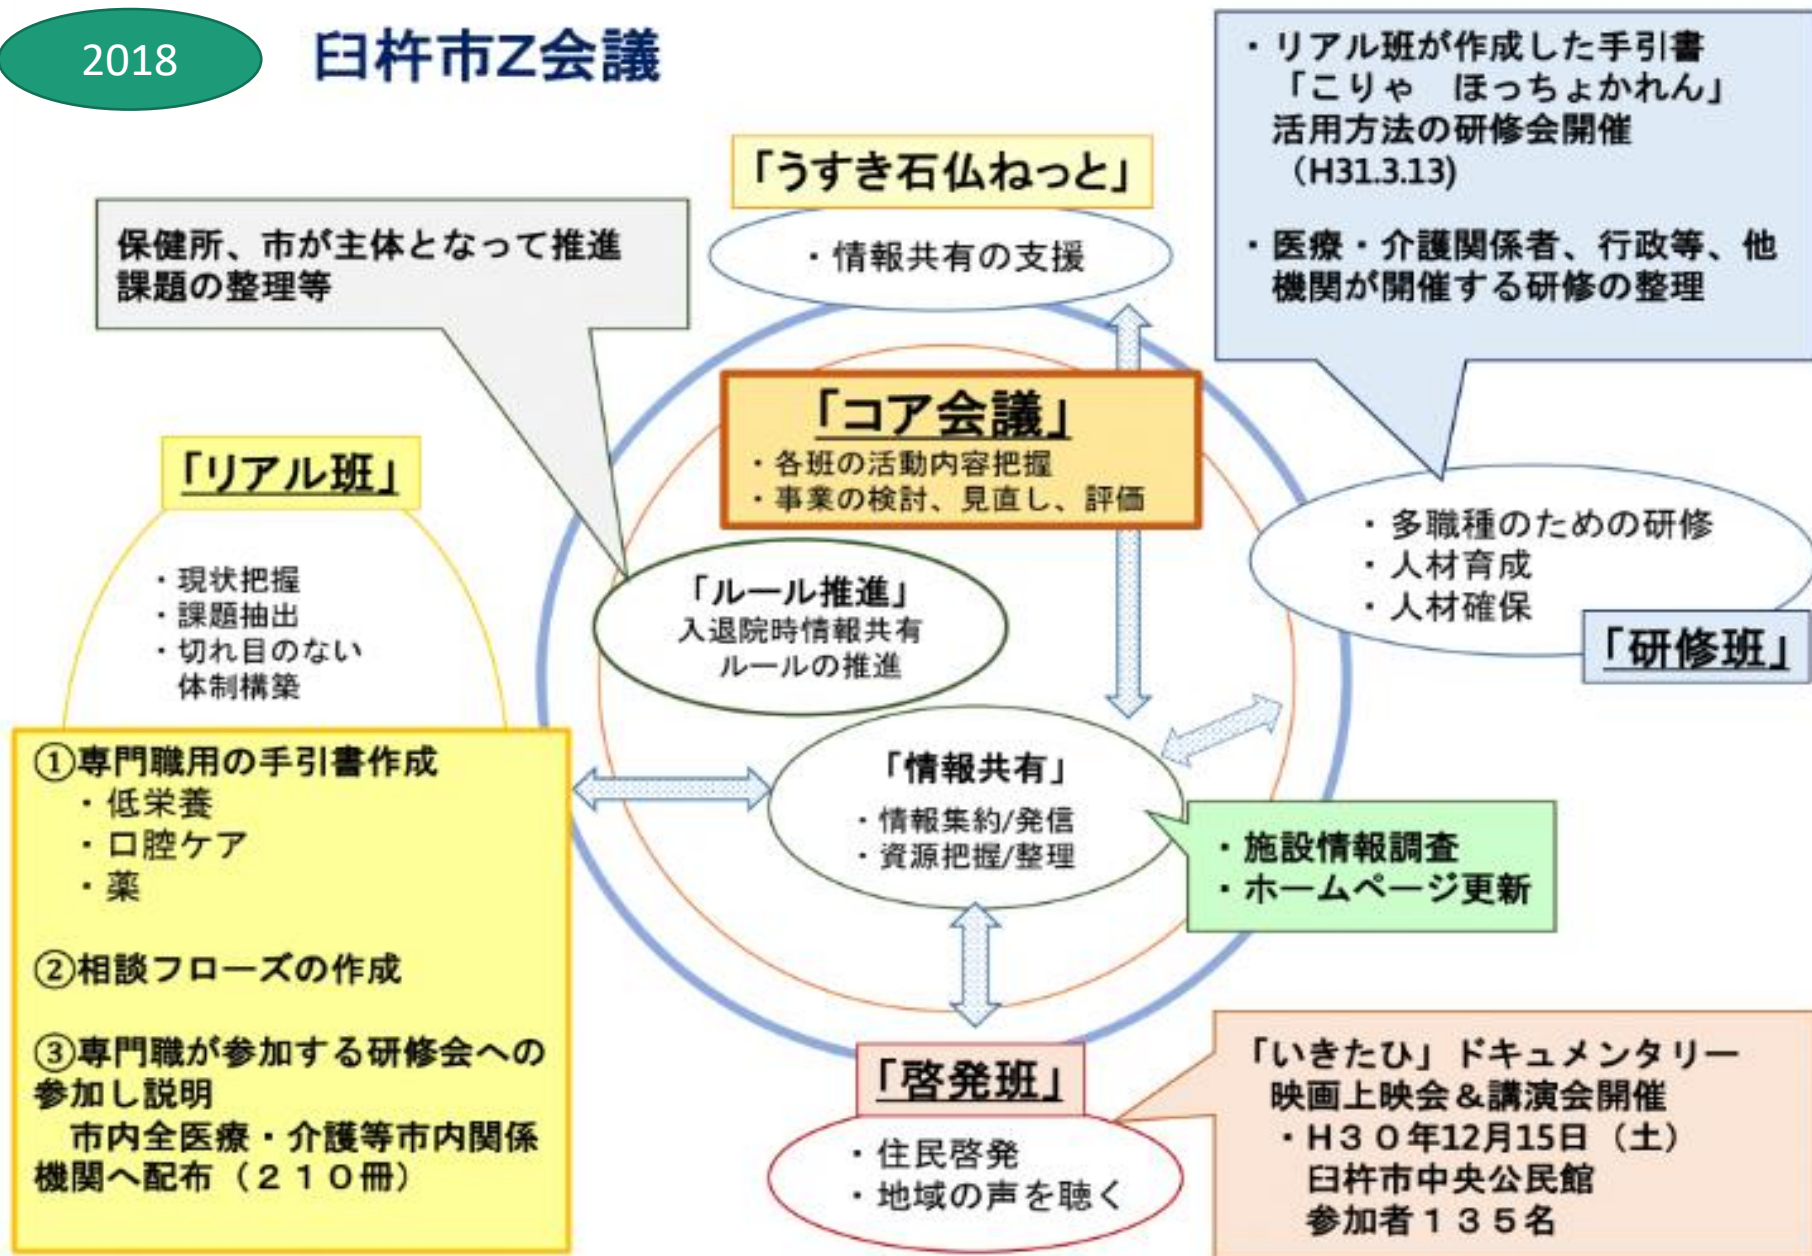 2018
臼杵市Z会議
・リアル班が作成した手引書
「こりゃ　ほっちょかれん」
活用方法の研修会開催
（H31.3.13)
・医療・介護関係者、行政等、他
機関が開催する研修の整理
「うすき石仏ねっと」
・情報共有の支援
保健所、市が主体となって推進
課題の整理等
「コア会議」
・各班の活動内容把握
・事業の検討、見直し、評価
「リアル班」
・現状把握
・課題抽出
・切れ目のない
体制構築
・多職種のための研修
・人材育成
・人材確保
「研修班」
「ルール推進」
入退院時情報共有
ルールの推進
①専門職用の手引書作成
・低栄養
・口腔ケア
・薬
②相談フローズの作成
③専門職が参加する研修会への
参加し説明
市内全医療・介護等市内関係
機関へ配布（２１０冊）
「情報共有」
・情報集約/発信
・資源把握/整理
・施設情報調査
・ホームページ更新
「啓発班」
・住民啓発
・地域の声を聴く
「いきたひ」ドキュメンタリー
映画上映会＆講演会開催
・H３０年12月15日（土）
臼杵市中央公民館
参加者１３５名